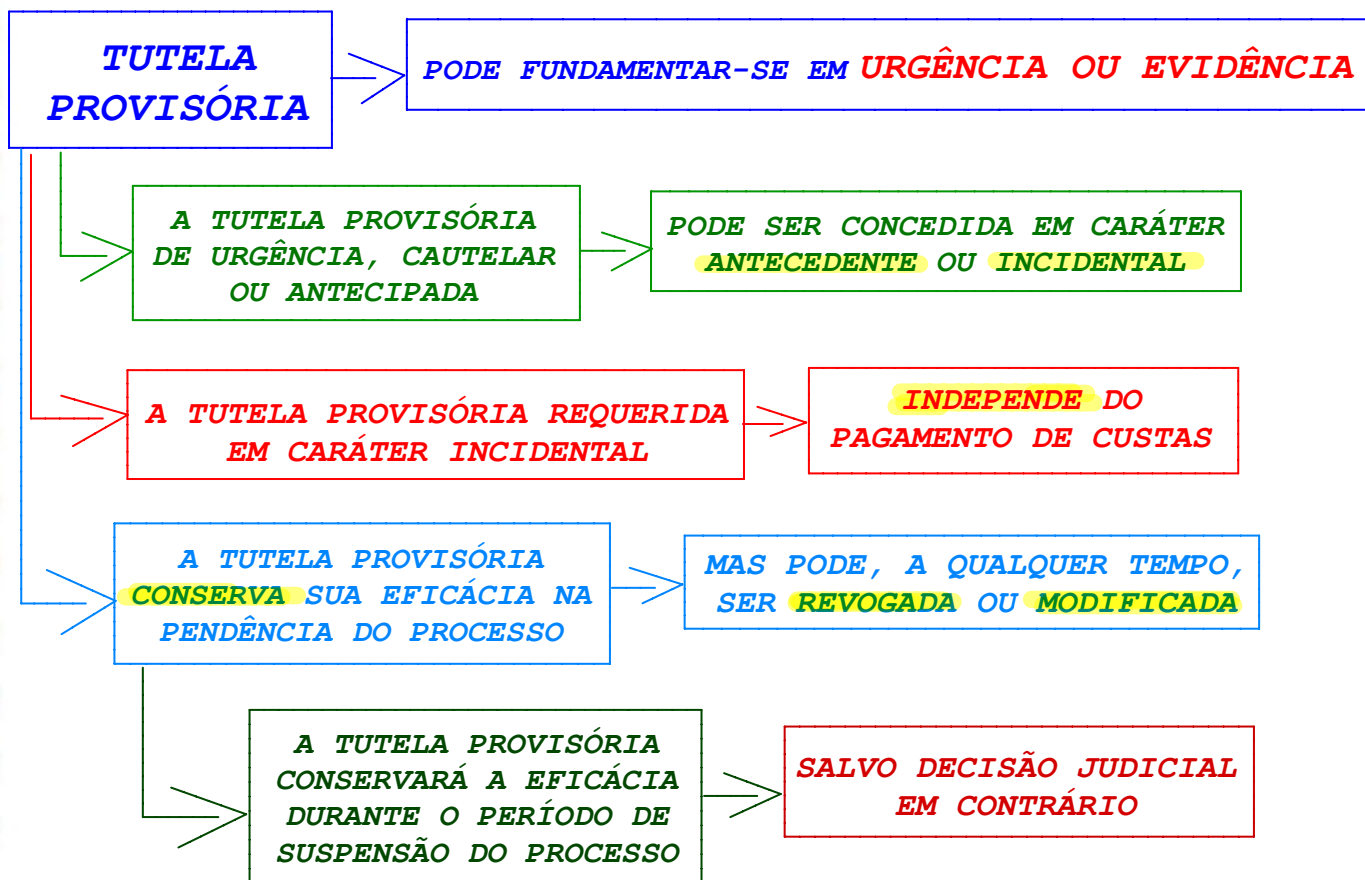 TUTELA
PROVISÓRIA
PODE FUNDAMENTAR-SE EM URGÊNCIA OU EVIDÊNCIA
A TUTELA PROVISÓRIA
DE URGÊNCIA, CAUTELAR
OU ANTECIPADA
PODE SER CONCEDIDA EM CARÁTER
ANTECEDENTE OU INCIDENTAL
A TUTELA PROVISÓRIA REQUERIDA
EM CARÁTER INCIDENTAL
INDEPENDE DO
PAGAMENTO DE CUSTAS
A TUTELA PROVISÓRIA
CONSERVA SUA EFICÁCIA NA
PENDÊNCIA DO PROCESSO
MAS PODE, A QUALQUER TEMPO,
SER REVOGADA OU MODIFICADA
A TUTELA PROVISÓRIA
CONSERVARÁ A EFICÁCIA
DURANTE O PERÍODO DE
SUSPENSÃO DO PROCESSO
SALVO DECISÃO JUDICIAL
EM CONTRÁRIO